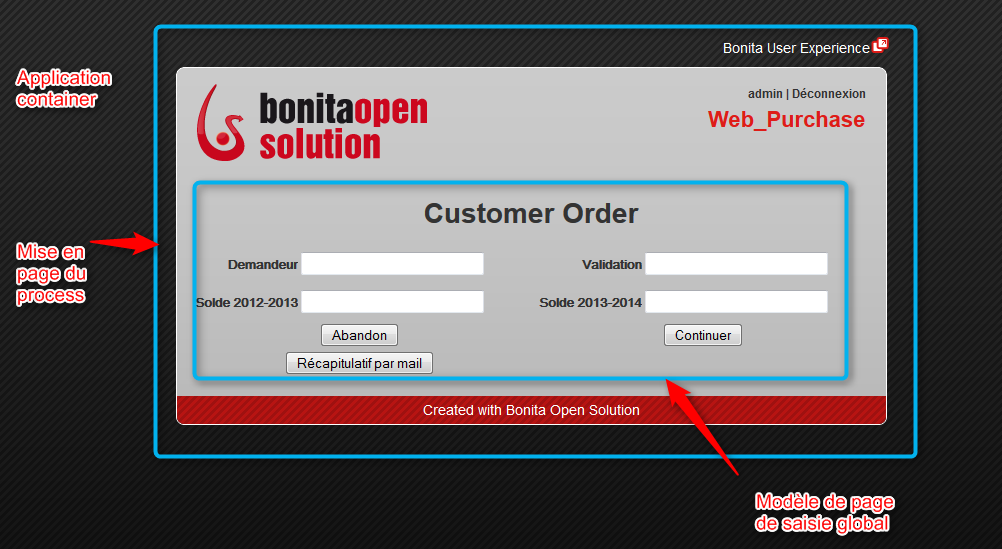 Bonita User Experience
Application
container
admin | Déconnexion
bonitaopen
solution
Web_Purchase
Customer Order
Mise en
page du
process
Demandeur
Validation
Solde 2012-2013
Solde 2013-2014
Abandon
Continuer
Récapitulatif par mail
Created with Bonita Open Solution
Modèle de page
de saisie global